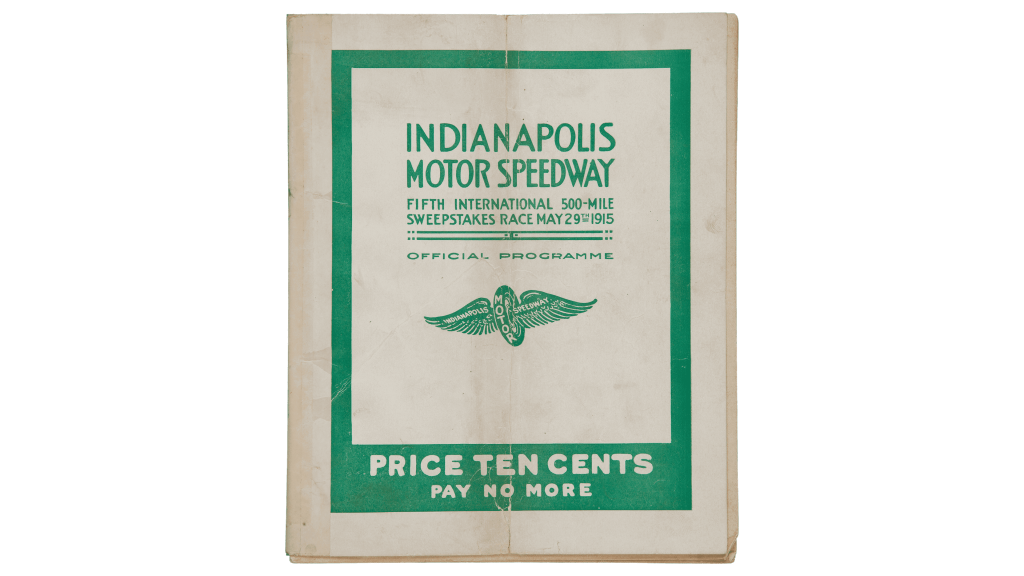 INDIANAPOLIS
MOTOR SPEEDWAY
FIFTH INTERNATIONAL 500-MILE
SWEEPSTAKES RACE MAY 29TH 1915
OFFICIAL PROGRAMME
INDIANAPOLIS MOTOR SPEEDWAY
PRICE TEN CENTS
PAY NO MORE